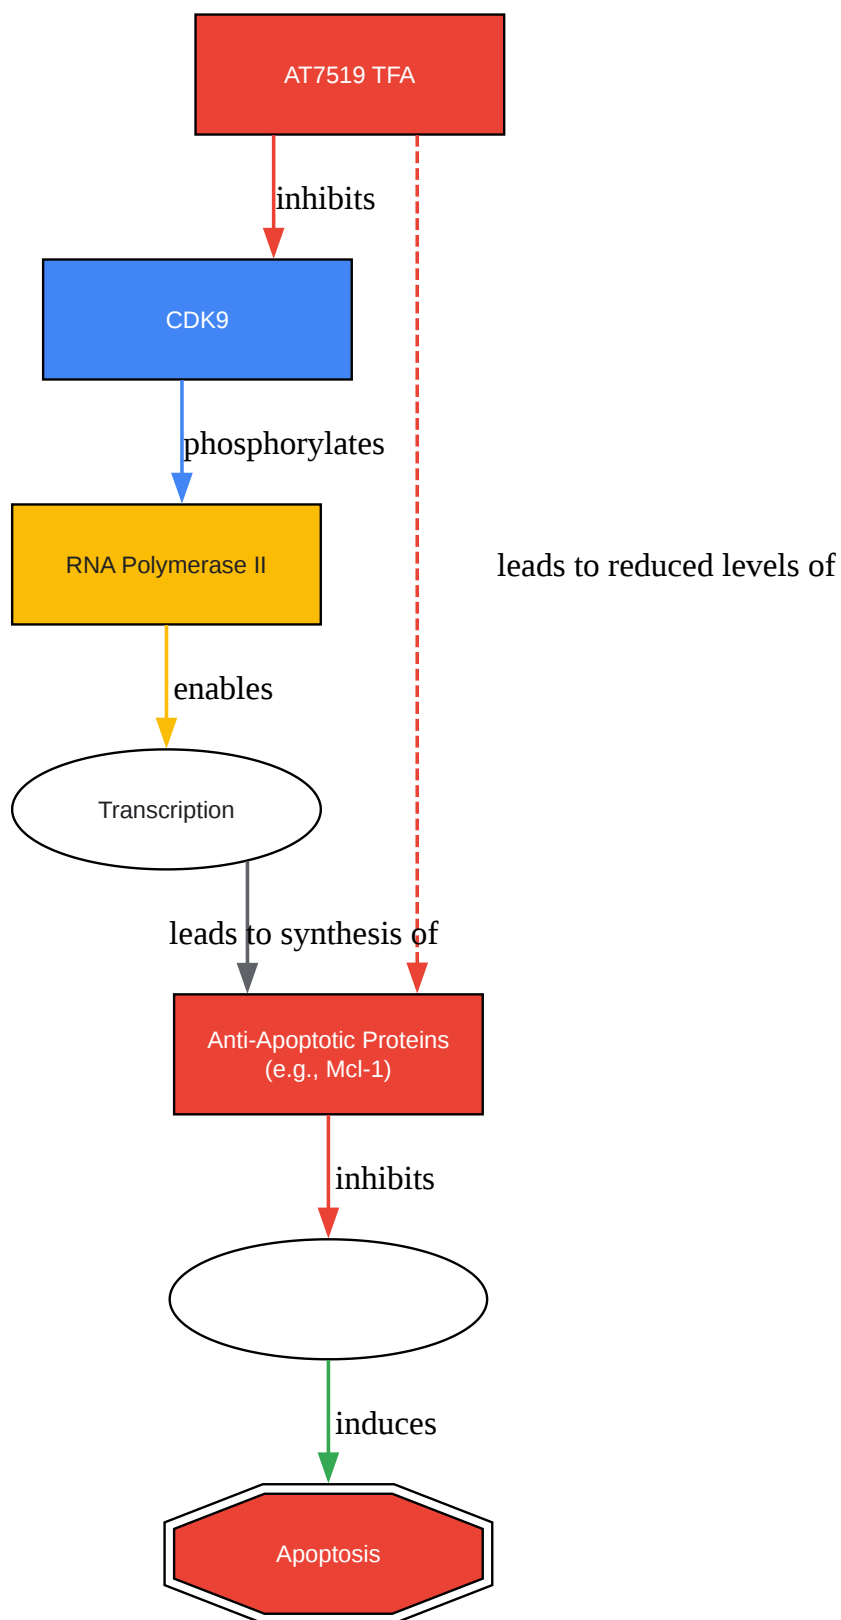 AT7519 TFA
inhibits
CDK9
phosphorylates
RNA Polymerase II
leads to reduced levels of
enables
Transcription
leads to synthesis of
Anti-Apoptotic Proteins
(e.g., Mcl-1)
inhibits
induces
Apoptosis